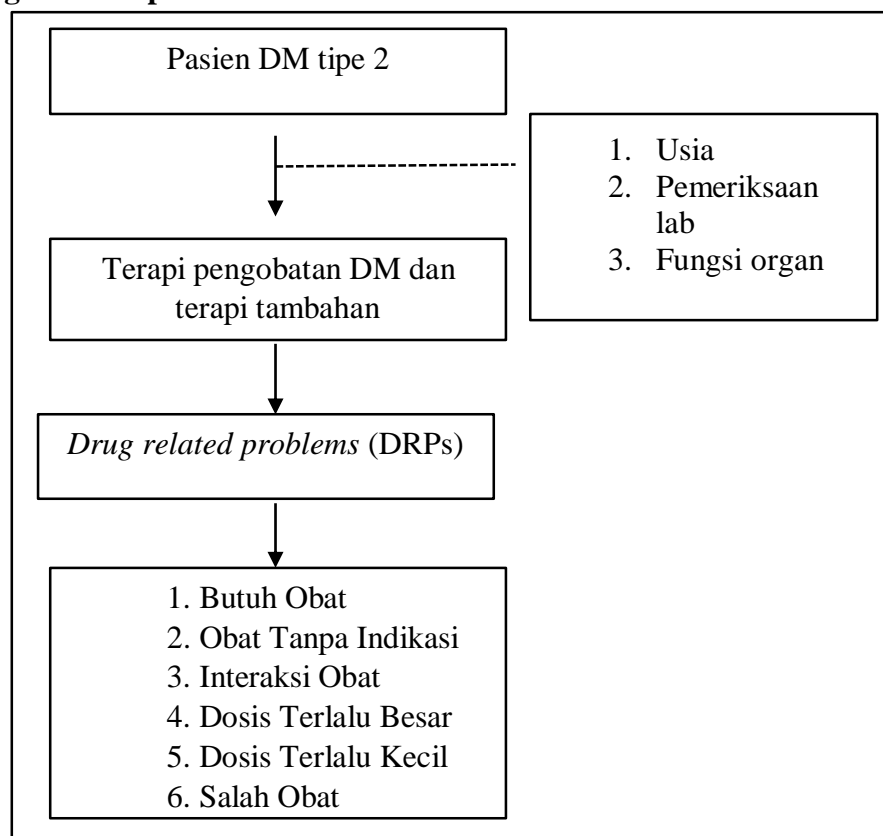 Pasien DM tipe 2
1. Usia
2. Pemeriksaan
lab
3. Fungsi organ
Terapi pengobatan DM dan
terapi tambahan
Drug related problems (DRPs)
1. Butuh Obat
2. Obat Tanpa Indikasi
3. Interaksi Obat
4. Dosis Terlalu Besar
5. Dosis Terlalu Kecil
6. Salah Obat